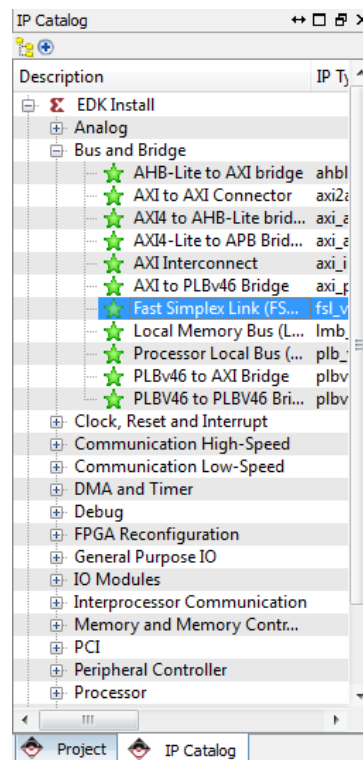 IP Catalog
Description IP Ty
EDK Install
Analog
Bus and Bridge
AHB-Lite to AXI bridge ahbl
AXI to AXI Connector axi2a
AXI4 to AHB-Lite brid... axi_a
AXI4-Lite to APB Brid... axi_a
AXI Interconnect axi_i
AXI to PLBv46 Bridge axi_p
Fast Simplex Link (FS... fsl_v
Local Memory Bus (L... lmb_
Processor Local Bus (... plb_
PLBv46 to AXI Bridge plbv
PLBV46 to PLBV46 Bri... plbv
Clock, Reset and Interrupt
Communication High-Speed
Communication Low-Speed
DMA and Timer
Debug
FPGA Reconfiguration
General Purpose IO
IO Modules
Interprocessor Communication
Memory and Memory Contr...
PCI
Peripheral Controller
Processor
Project IP Catalog